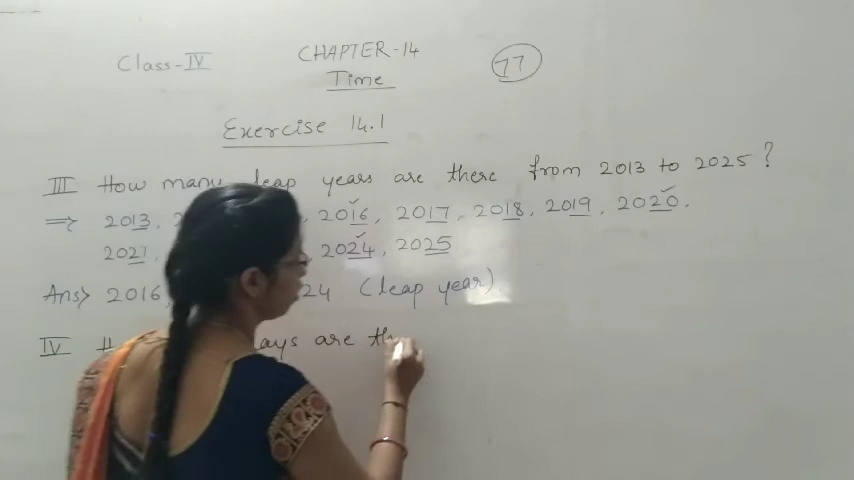 Class-IV CHAPTER-14 77
Time
Exercise 14.1
III How many leap years are there from 2013 to 2025?
⇒ 2013, 2016, 2017, 2018, 2019, 2020.
2021, 2024, 2025
Ans> 2016, 24 (leap year).
IV ays are th